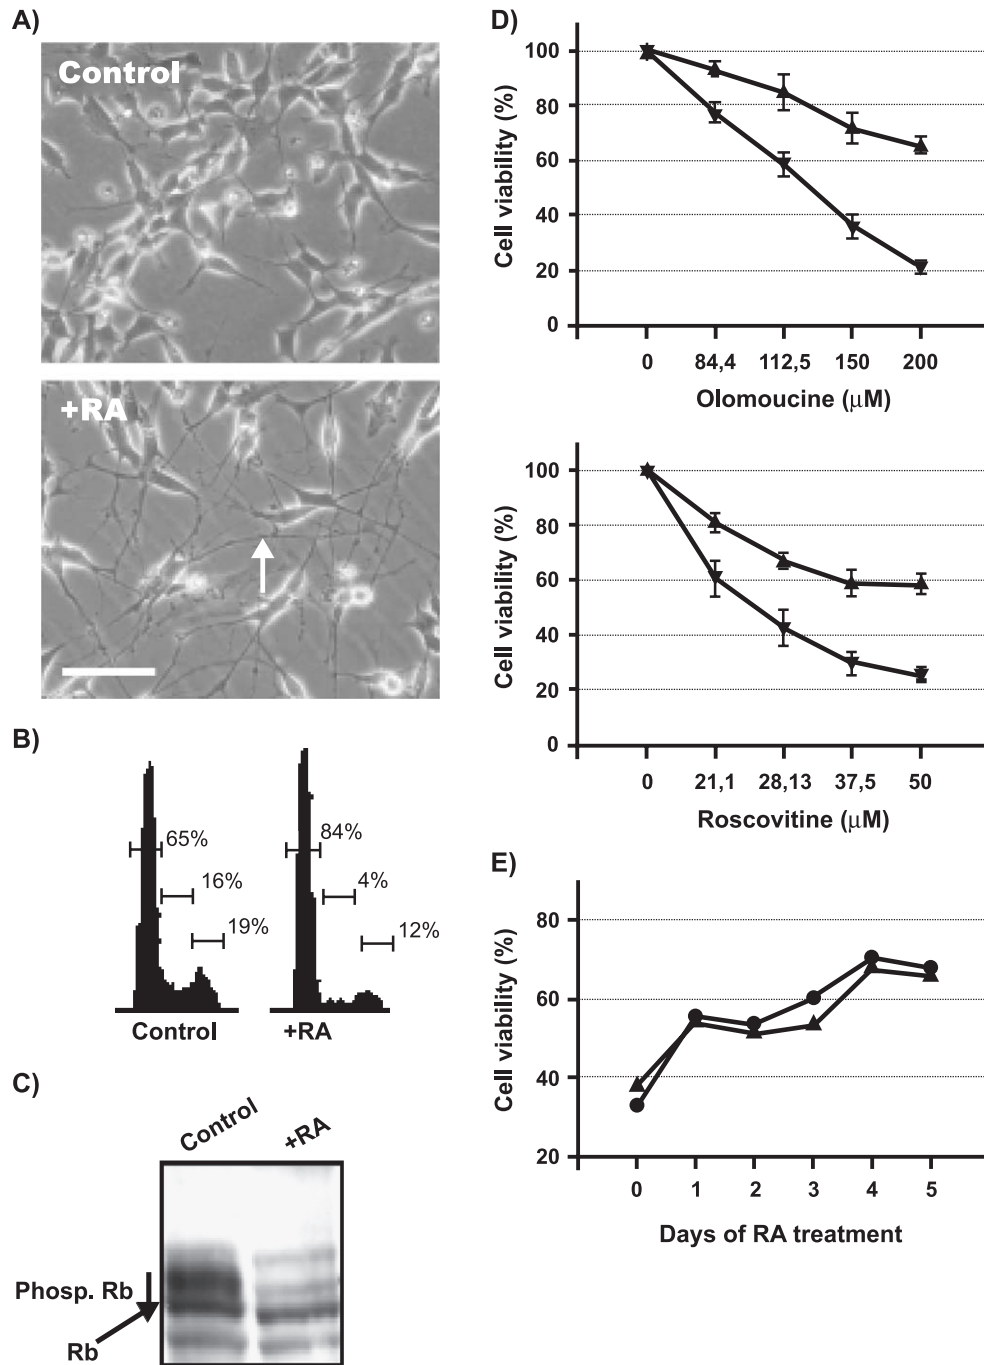 A)
Control
+RA
B)
65%
16%
19%
Control
84%
4%
12%
+RA
C)
Control
+RA
Phosp. Rb
Rb
D)
Cell viability (%)
100
80
60
40
20
0
0 84,4 112,5 150 200
Olomoucine (μM)
Cell viability (%)
100
80
60
40
20
0
0 21,1 28,13 37,5 50
Roscovitine (μM)
E)
Cell viability (%)
80
60
40
20
0 1 2 3 4 5
Days of RA treatment